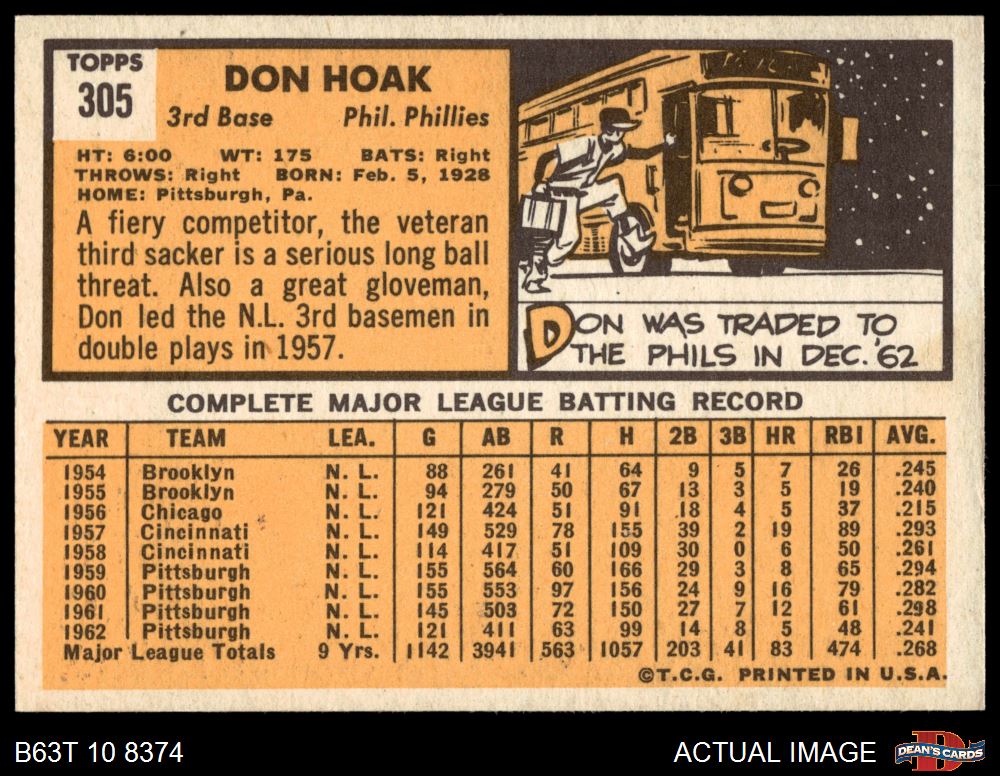 TOPPS
305
DON HOAK
3rd Base Phil. Phillies
HT: 6:00 WT: 175 BATS: Right
THROWS: Right BORN: Feb. 5, 1928
HOME: Pittsburgh, Pa.
A fiery competitor, the veteran
third sacker is a serious long ball
threat. Also a great gloveman,
Don led the N.L. 3rd basemen in
double plays in 1957.
DON WAS TRADED TO
THE PHILS IN DEC. '62
COMPLETE MAJOR LEAGUE BATTING RECORD
YEAR TEAM LEA. G AB R H 2B 3B HR RBI AVG.
1954 Brooklyn N. L. 88 261 41 64 9 5 7 26 .245
1955 Brooklyn N. L. 94 279 50 67 13 3 5 19 .240
1956 Chicago N. L. 121 424 51 91 18 4 5 37 .215
1957 Cincinnati N. L. 149 529 78 155 39 2 19 89 .293
1958 Cincinnati N. L. 114 417 51 109 30 0 6 50 .261
1959 Pittsburgh N. L. 155 564 60 166 29 3 8 65 .294
1960 Pittsburgh N. L. 155 553 97 156 24 9 16 79 .282
1961 Pittsburgh N. L. 145 503 72 150 27 7 12 61 .298
1962 Pittsburgh N. L. 121 411 63 99 14 8 5 48 .241
Major League Totals 9 Yrs. 1142 3941 563 1057 203 41 83 474 .268
©T.C.G. PRINTED IN U.S.A.
B63T 10 8374
ACTUAL IMAGE
DEAN'S CARDS